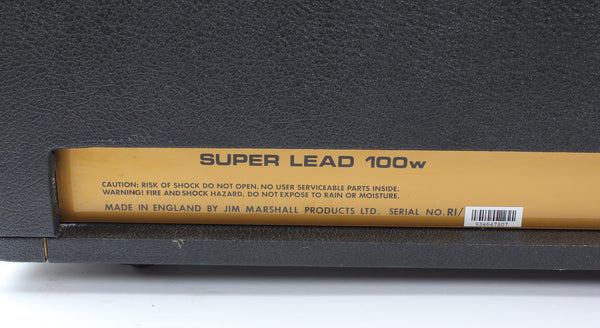 SUPER LEAD 100w
CAUTION: RISK OF SHOCK DO NOT OPEN. NO USER SERVICEABLE PARTS INSIDE.
WARNING: FIRE AND SHOCK HAZARD, DO NOT EXPOSE TO RAIN OR MOISTURE.
MADE IN ENGLAND BY JIM MARSHALL PRODUCTS LTD. SERIAL NO. RI/
934647807